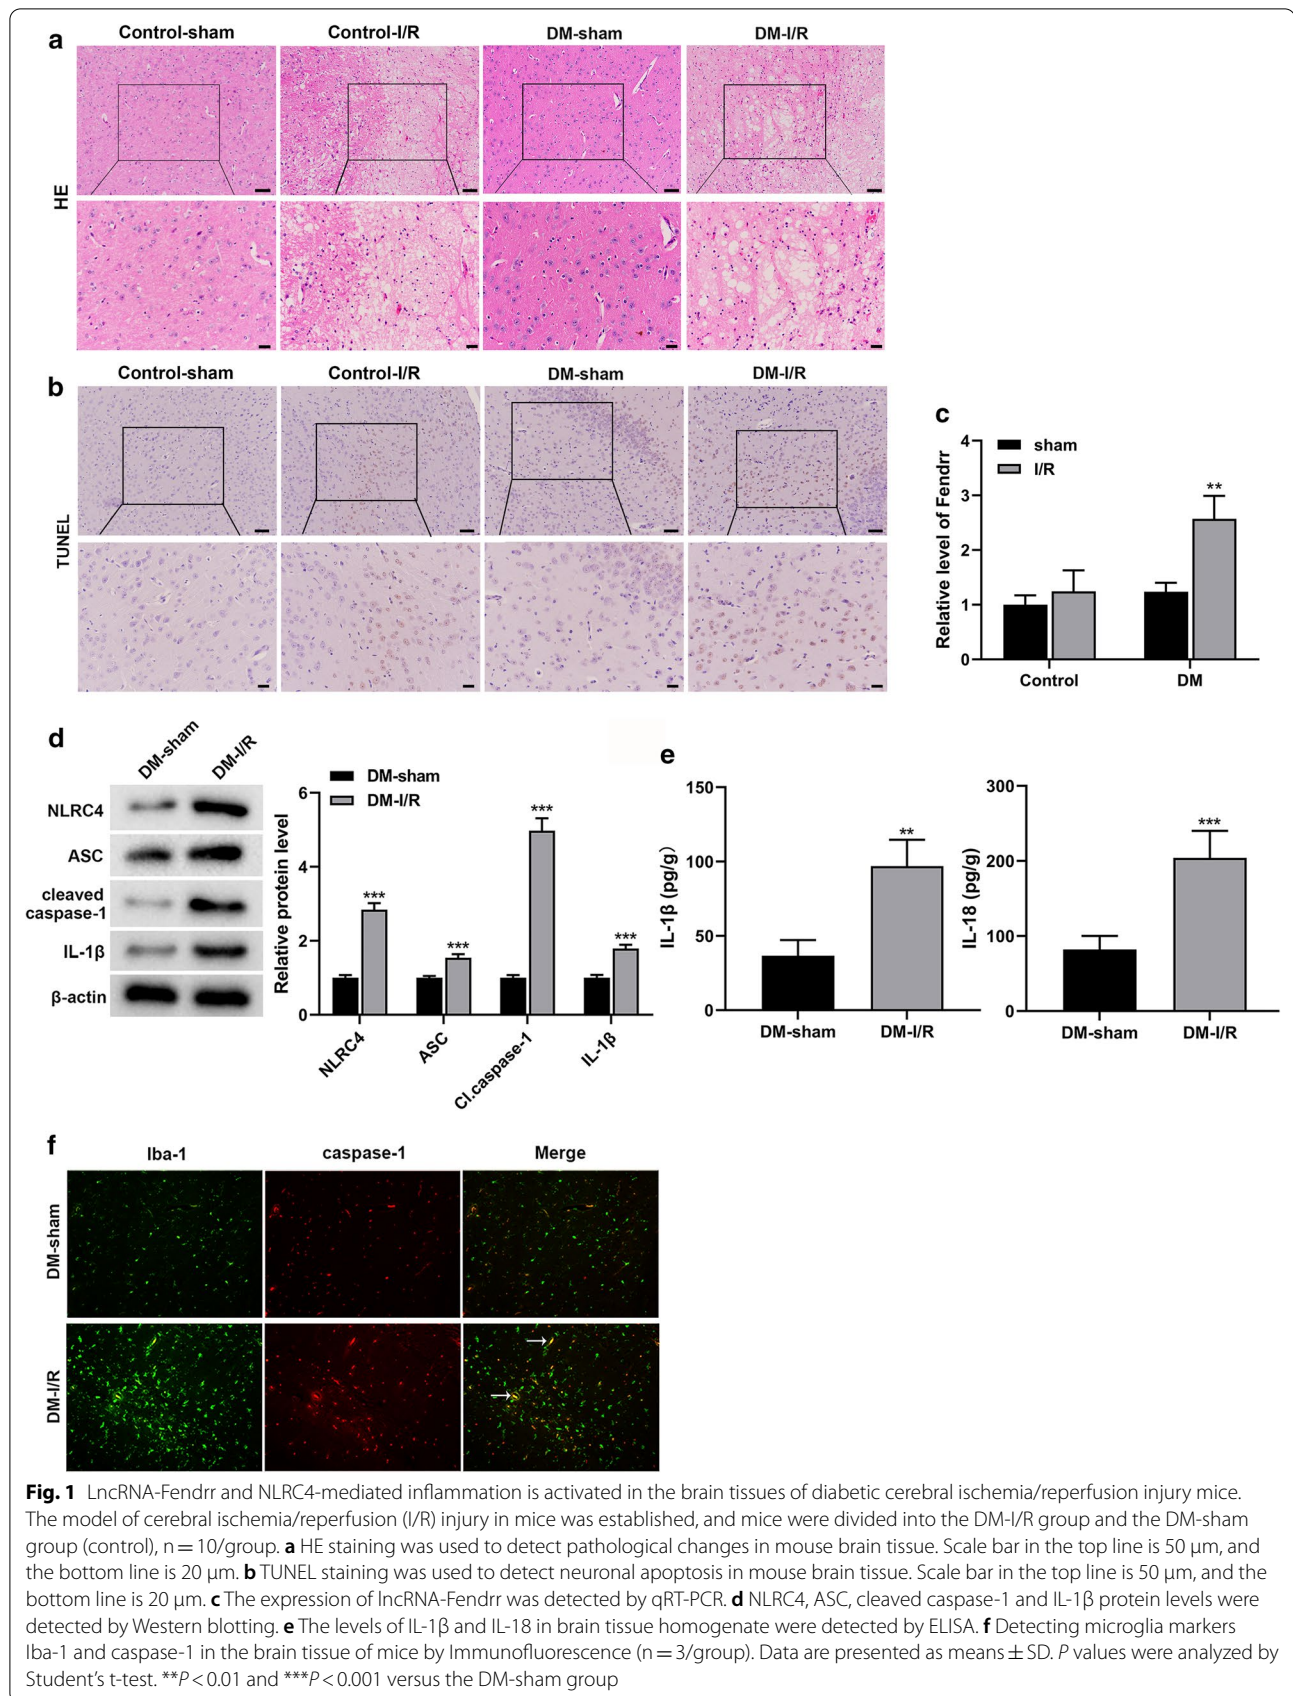 a
Control-sham
Control-I/R
DM-sham
DM-I/R
HE
b
Control-sham
Control-I/R
DM-sham
DM-I/R
TUNEL
c
sham
I/R
Relative level of Fendrr
4
3
2
1
0
**
Control
DM
d
DM-sham
DM-I/R
NLRC4
ASC
cleaved
caspase-1
IL-1β
β-actin
DM-sham
DM-I/R
Relative protein level
6
4
2
0
***
***
***
***
NLRC4
ASC
Cl.caspase-1
IL-1β
e
IL-1β (pg/g)
150
100
50
0
**
DM-sham
DM-I/R
IL-18 (pg/g)
300
200
100
0
***
DM-sham
DM-I/R
f
Iba-1
caspase-1
Merge
DM-sham
DM-I/R
Fig. 1 LncRNA-Fendrr and NLRC4-mediated inflammation is activated in the brain tissues of diabetic cerebral ischemia/reperfusion injury mice.
The model of cerebral ischemia/reperfusion (I/R) injury in mice was established, and mice were divided into the DM-I/R group and the DM-sham
group (control), n = 10/group. a HE staining was used to detect pathological changes in mouse brain tissue. Scale bar in the top line is 50 μm, and
the bottom line is 20 μm. b TUNEL staining was used to detect neuronal apoptosis in mouse brain tissue. Scale bar in the top line is 50 μm, and the
bottom line is 20 μm. c The expression of lncRNA-Fendrr was detected by qRT-PCR. d NLRC4, ASC, cleaved caspase-1 and IL-1β protein levels were
detected by Western blotting. e The levels of IL-1β and IL-18 in brain tissue homogenate were detected by ELISA. f Detecting microglia markers
Iba-1 and caspase-1 in the brain tissue of mice by Immunofluorescence (n = 3/group). Data are presented as means ± SD. P values were analyzed by
Student's t-test. **P < 0.01 and ***P < 0.001 versus the DM-sham group